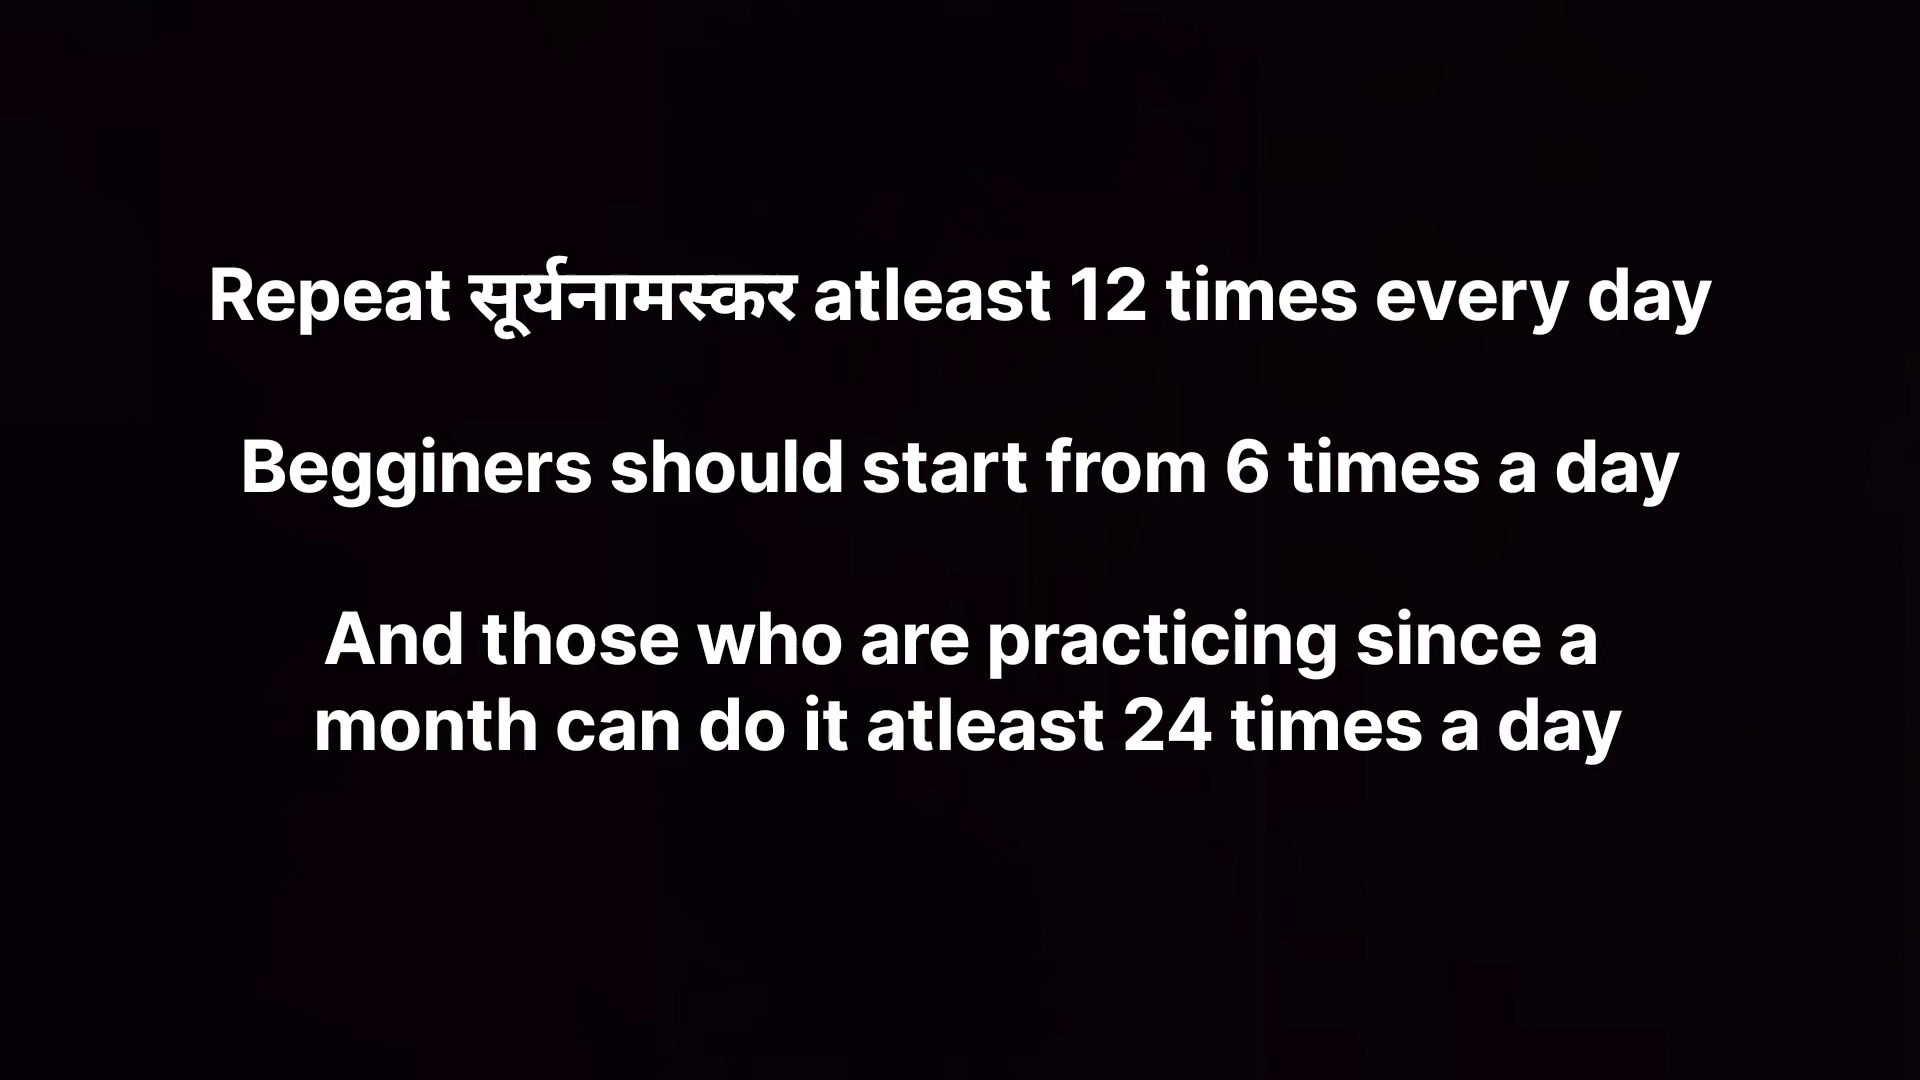 Repeat सूर्यनामस्कर atleast 12 times every day
Begginers should start from 6 times a day
And those who are practicing since a
month can do it atleast 24 times a day